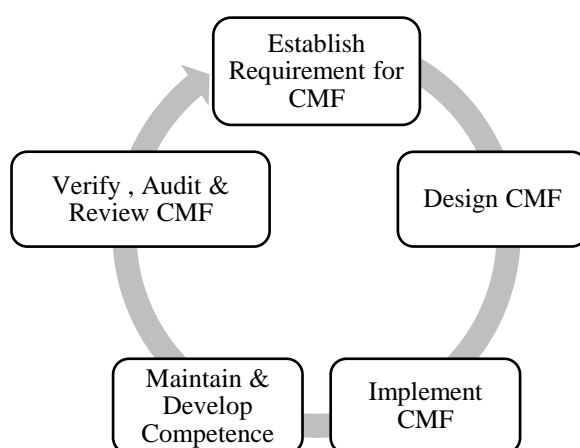 Establish
Requirement for
CMF
Design CMF
Implement
CMF
Maintain &
Develop
Competence
Verify , Audit &
Review CMF